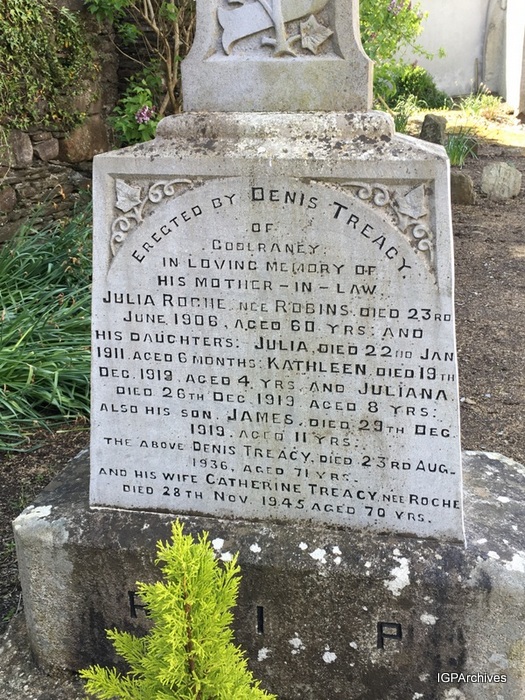 ERECTED BY DENIS TREACY,
OF
COOLRANEY.
IN LOVING MEMORY OF
HIS MOTHER-IN-LAW
JULIA ROCHE, NEE ROBINS, DIED 23RD
JUNE 1906, AGED 60 YRS: AND
HIS DAUGHTERS: JULIA, DIED 22ND JAN
1911, AGED 6 MONTHS: KATHLEEN, DIED 19TH
DEC. 1919, AGED 4 YRS: AND JULIANA,
DIED 26TH DEC. 1919 AGED 8 YRS:
ALSO HIS SON, JAMES, DIED 29TH DEC.
1919, AGED 11 YRS:
THE ABOVE DENIS TREACY, DIED 23RD AUG.
1936, AGED 71 YRS.
AND HIS WIFE CATHERINE TREACY, NEE ROCHE
DIED 28TH NOV. 1945, AGED 70 YRS.
R I P
IGPArchives